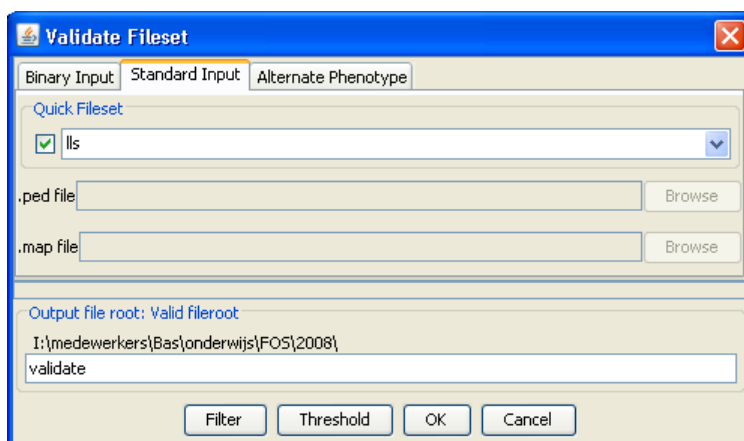 Validate Fileset
Binary Input Standard Input Alternate Phenotype
Quick Fileset
lls
.ped file Browse
.map file Browse
Output file root: Valid fileroot
I:\medewerkers\Bas\onderwijs\FOS\2008\
validate
Filter Threshold OK Cancel